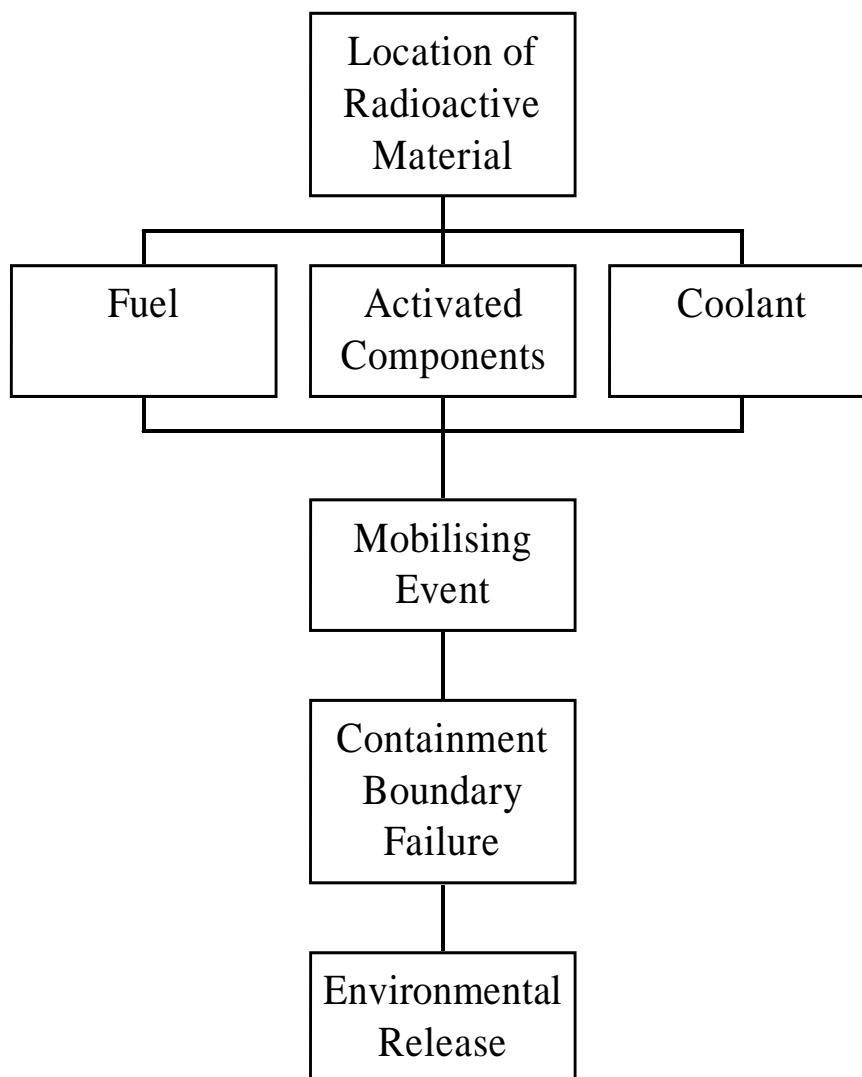 Location of
Radioactive
Material
Fuel
Activated
Components
Coolant
Mobilising
Event
Containment
Boundary
Failure
Environmental
Release